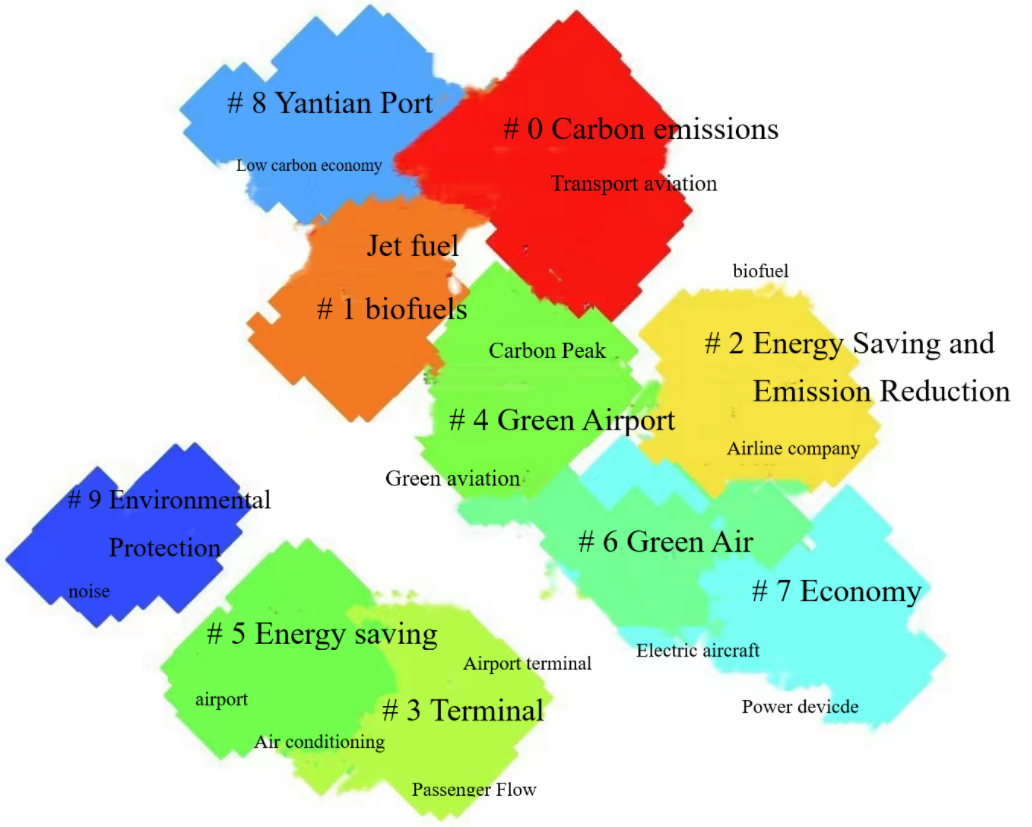 # 8 Yantian Port
Low carbon economy
# 0 Carbon emissions
Transport aviation
Jet fuel
# 1 biofuels
biofuel
# 2 Energy Saving and
Emission Reduction
Airline company
Carbon Peak
# 4 Green Airport
Green aviation
# 9 Environmental
Protection
noise
# 6 Green Air
# 7 Economy
Electric aircraft
Power devicde
# 5 Energy saving
airport
Air conditioning
Airport terminal
# 3 Terminal
Passenger Flow